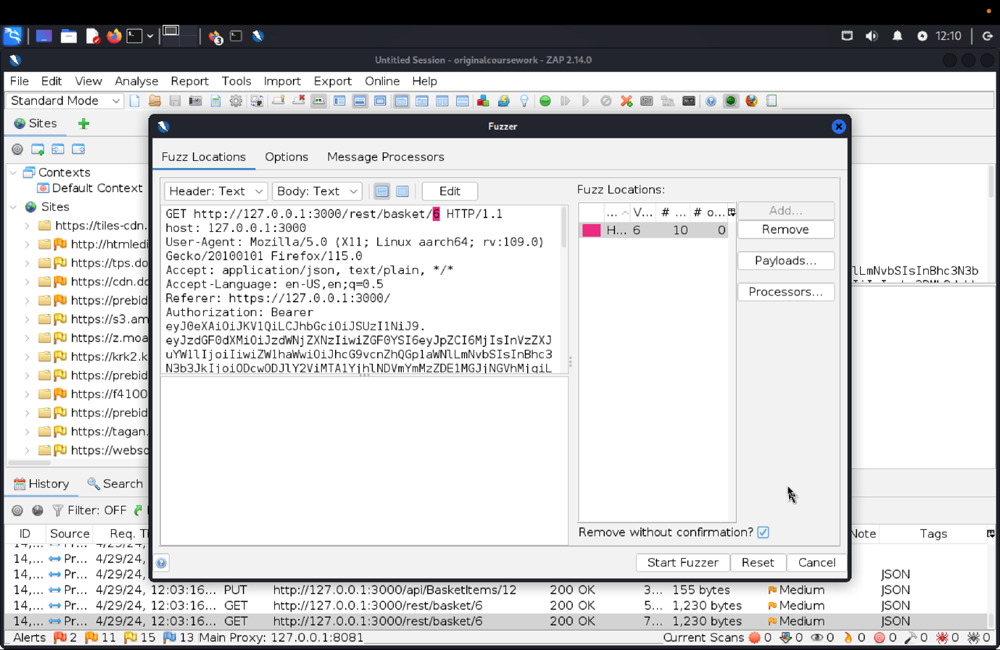 3
12:10
Untitled Session - originalcoursework - ZAP 2.14.0
File Edit View Analyse Report Tools Import Export Online Help
Standard Mode
Sites
Fuzzer
Fuzz Locations Options Message Processors
Contexts
Default Context
Sites
https://tiles-cdn.
http://htmledi
https://tps.do
https://cdn.dc
https://prebid
https://s3.am
https://z.moa
https://krk2.k
https://prebid
https://f4100
https://prebid
https://tagan.
https://webso
Header: Text Body: Text Edit
GET http://127.0.0.1:3000/rest/basket/6 HTTP/1.1
host: 127.0.0.1:3000
User-Agent: Mozilla/5.0 (X11; Linux aarch64; rv:109.0)
Gecko/20100101 Firefox/115.0
Accept: application/json, text/plain, */*
Accept-Language: en-US,en;q=0.5
Referer: https://127.0.0.1:3000/
Authorization: Bearer
eyJ0eXAiOiJKV1QiLCJhbGciOiJSUzI1NiJ9.
eyJzdGF0dXMiOiJzdWNjZXNzIiwiZGF0YSI6eyJpZCI6MjIsInVzZXJ
uYW1lIjoiIiwiZW1haWwiOiJhcG9vcnZhQGp1aWNlLmNvbSIsInBhc3
N3b3JkIjoiODcwODJlY2ViMTA1YjhlNDVmYmMzZDE1MGJjNGVhMjgiL
Fuzz Locations:
... V... # ... # o...
H... 6 10 0
Add...
Remove
Payloads...
Processors...
Remove without confirmation?
Start Fuzzer Reset Cancel
lLmNvbSIsInBhc3N3b
History Search
Filter: OFF
ID Source Req. Ti Note Tags
14,... Pr... 4/29/24,
14,... Pr... 4/29/24, JSON
14,... Pr... 4/29/24, 12:03:16... PUT http://127.0.0.1:3000/api/BasketItems/12 200 OK 3... 155 bytes Medium JSON
14,... Pr... 4/29/24, 12:03:16... GET http://127.0.0.1:3000/rest/basket/6 200 OK 5... 1,230 bytes Medium JSON
14,... Pr... 4/29/24, 12:03:16... GET http://127.0.0.1:3000/rest/basket/6 200 OK 7... 1,230 bytes Medium JSON
Alerts 2 11 15 13 Main Proxy: 127.0.0.1:8081 Current Scans 0 0 0 0 0 0 0 0